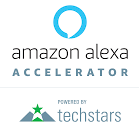 amazon alexa
ACCELERATOR
POWERED BY
techstars